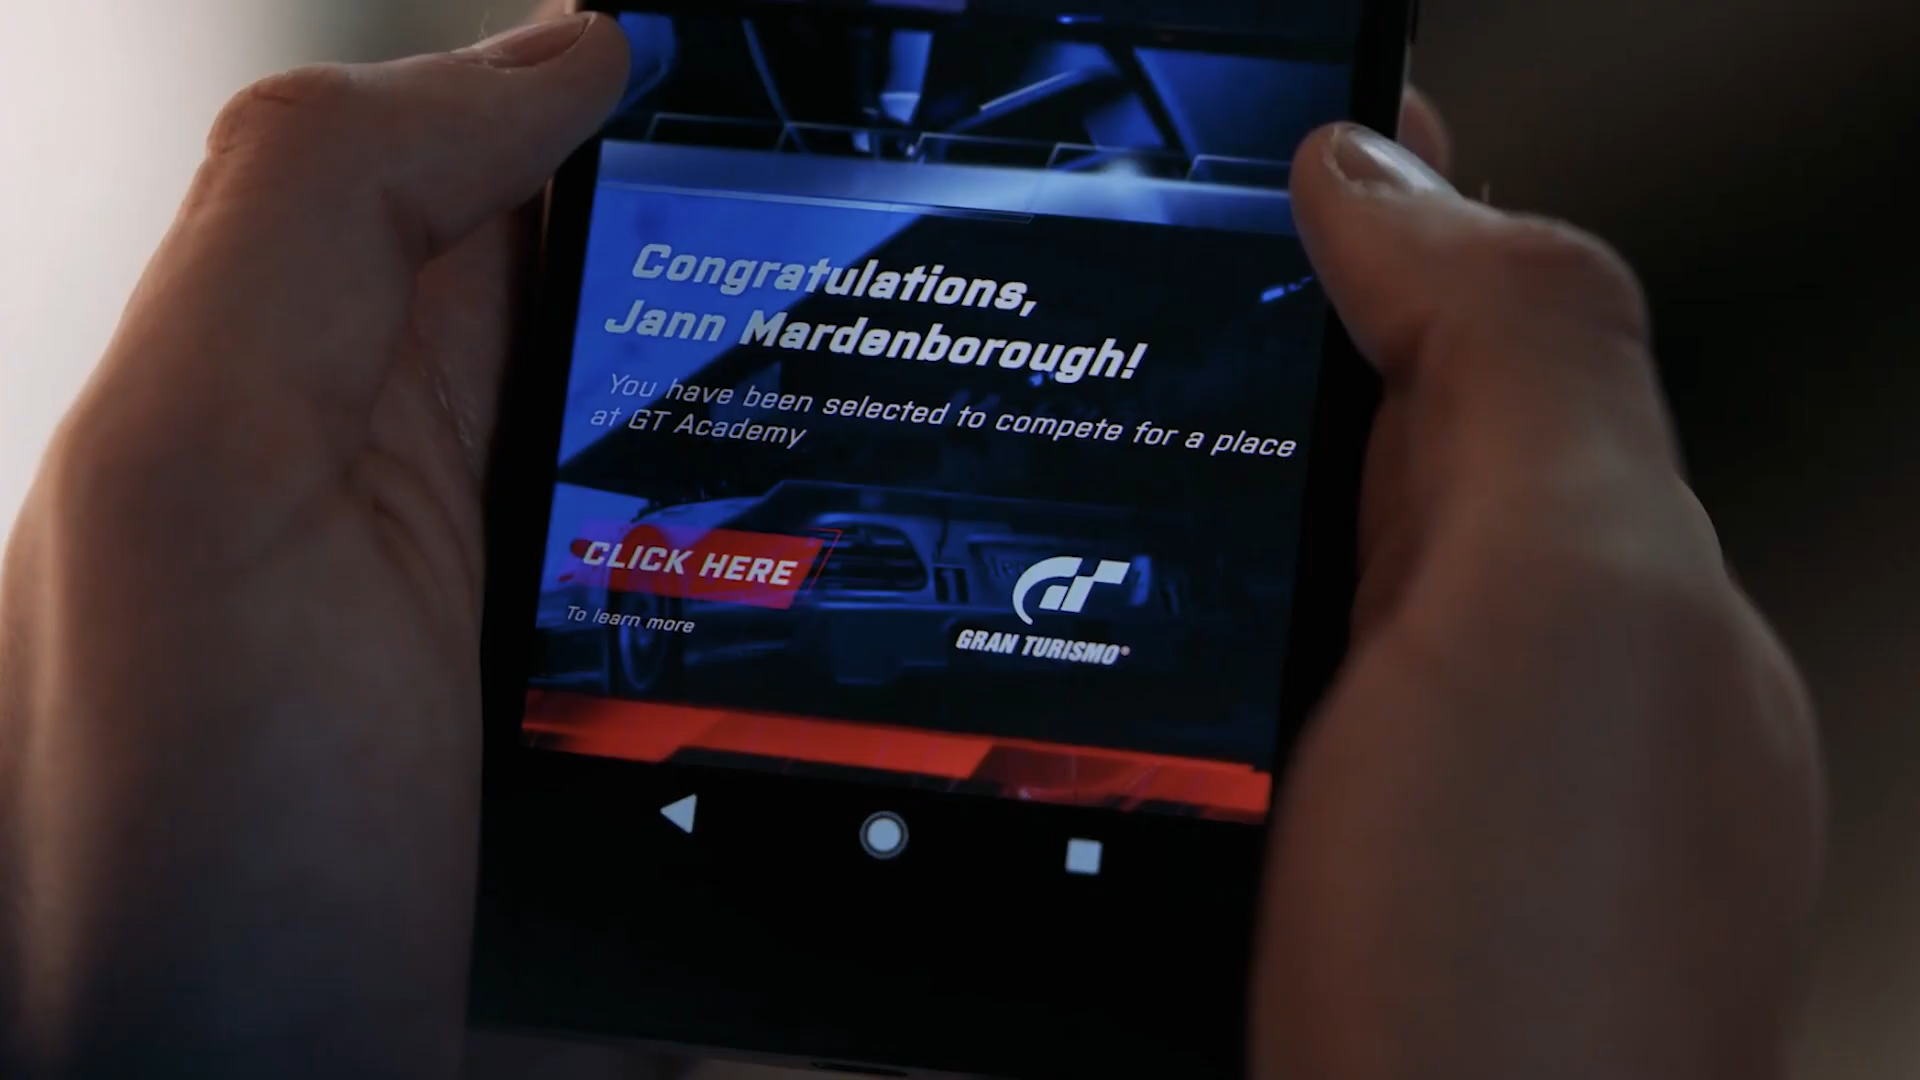 Congratulations,
Jann Mardenborough!
You have been selected to compete for a place
at GT Academy
CLICK HERE
To learn more
GT
GRAN TURISMO®